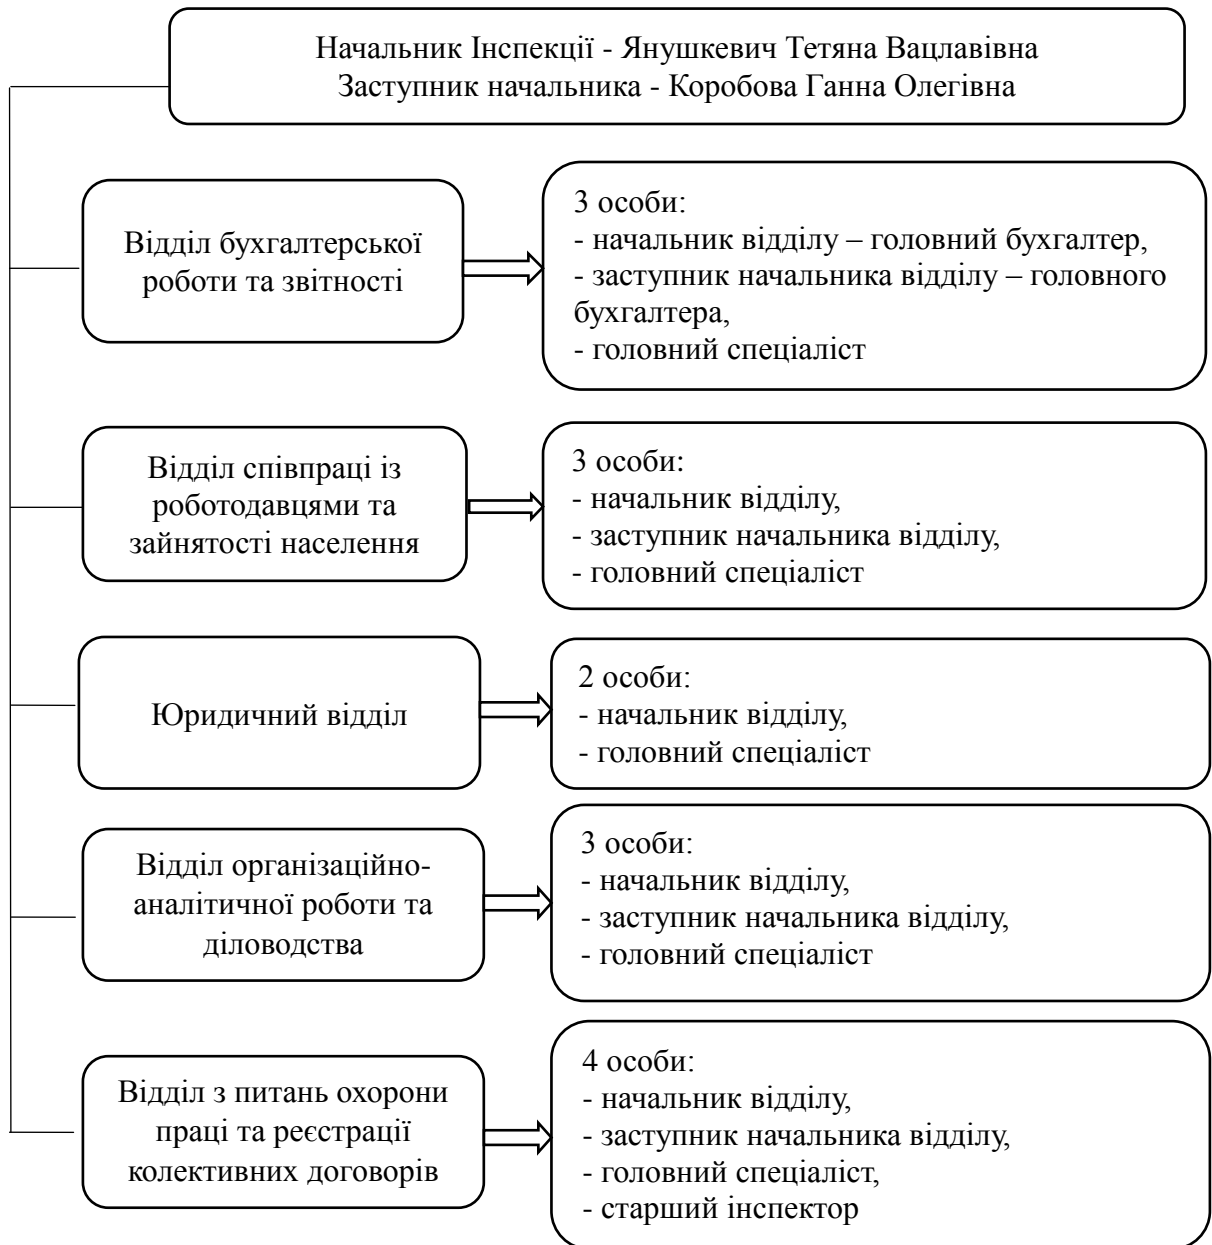 Начальник Інспекції - Янушкевич Тетяна Вацлавівна
Заступник начальника - Коробова Ганна Олегівна
Відділ бухгалтерської
роботи та звітності
3 особи:
- начальник відділу – головний бухгалтер,
- заступник начальника відділу – головного
бухгалтера,
- головний спеціаліст
Відділ співпраці із
роботодавцями та
зайнятості населення
3 особи:
- начальник відділу,
- заступник начальника відділу,
- головний спеціаліст
Юридичний відділ
2 особи:
- начальник відділу,
- головний спеціаліст
Відділ організаційно-
аналітичної роботи та
діловодства
3 особи:
- начальник відділу,
- заступник начальника відділу,
- головний спеціаліст
Відділ з питань охорони
праці та реєстрації
колективних договорів
4 особи:
- начальник відділу,
- заступник начальника відділу,
- головний спеціаліст,
- старший інспектор